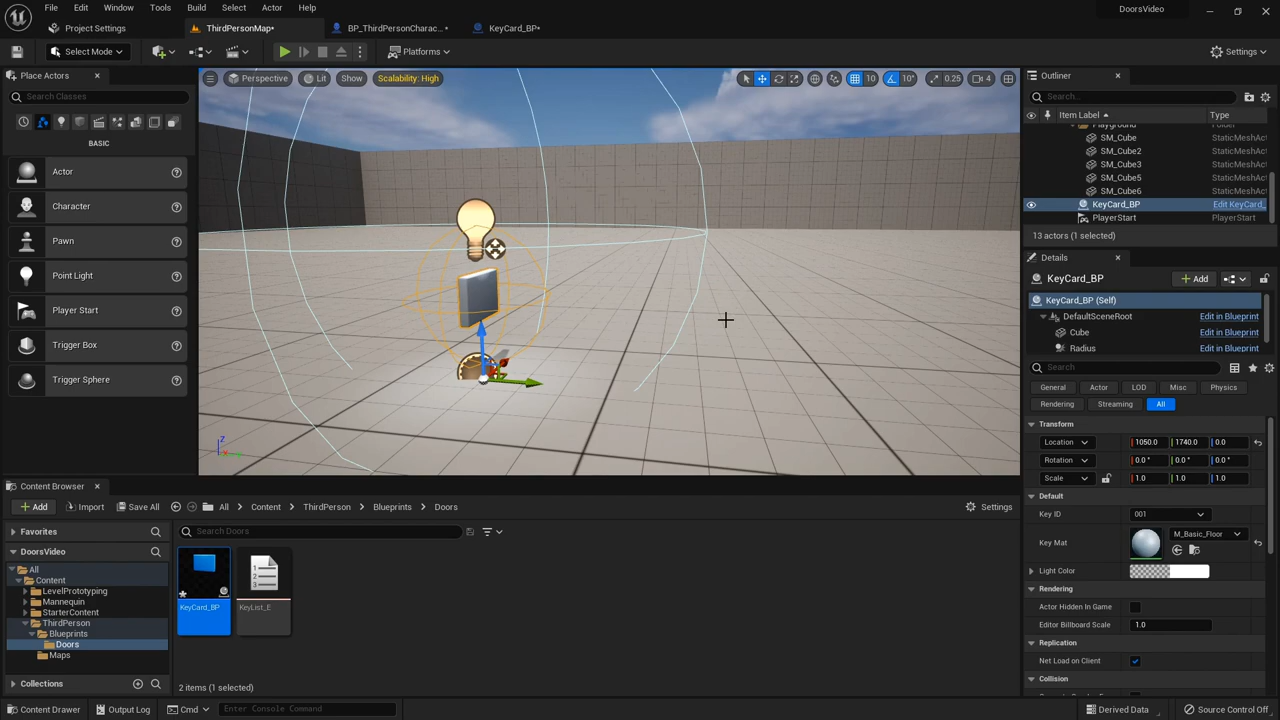 File Edit Window Tools Build Select Actor Help
DoorsVideo
Project Settings ThirdPersonMap* BP_ThirdPersonCharac...* KeyCard_BP*
Select Mode Platforms Settings
Place Actors
Search Classes
BASIC
Actor
Character
Pawn
Point Light
Player Start
Trigger Box
Trigger Sphere
Perspective Lit Show Scalability: High 10 10° 0.25 4
Z
Outliner
Search...
Item Label Type
Playground Folder
SM_Cube StaticMeshAct
SM_Cube2 StaticMeshAct
SM_Cube3 StaticMeshAct
SM_Cube5 StaticMeshAct
SM_Cube6 StaticMeshAct
KeyCard_BP Edit KeyCard_
PlayerStart PlayerStart
13 actors (1 selected)
Details
KeyCard_BP Add
KeyCard_BP (Self)
DefaultSceneRoot Edit in Blueprint
Cube Edit in Blueprint
Radius Edit in Blueprint
Search
General Actor LOD Misc Physics
Rendering Streaming All
Transform
Location 1050.0 1740.0 0.0
Rotation 0.0 ° 0.0 ° 0.0 °
Scale 1.0 1.0 1.0
Default
Key ID 001
Key Mat M_Basic_Floor
Light Color
Rendering
Actor Hidden In Game
Editor Billboard Scale 1.0
Replication
Net Load on Client
Collision
Content Browser
Add Import Save All All Content ThirdPerson Blueprints Doors Settings
Favorites
DoorsVideo
All
Content
LevelPrototyping
Mannequin
StarterContent
ThirdPerson
Blueprints
Doors
Maps
Collections
Search Doors
KeyCard_BP KeyList_E
2 items (1 selected)
Content Drawer Output Log Cmd Enter Console Command Derived Data Source Control Off